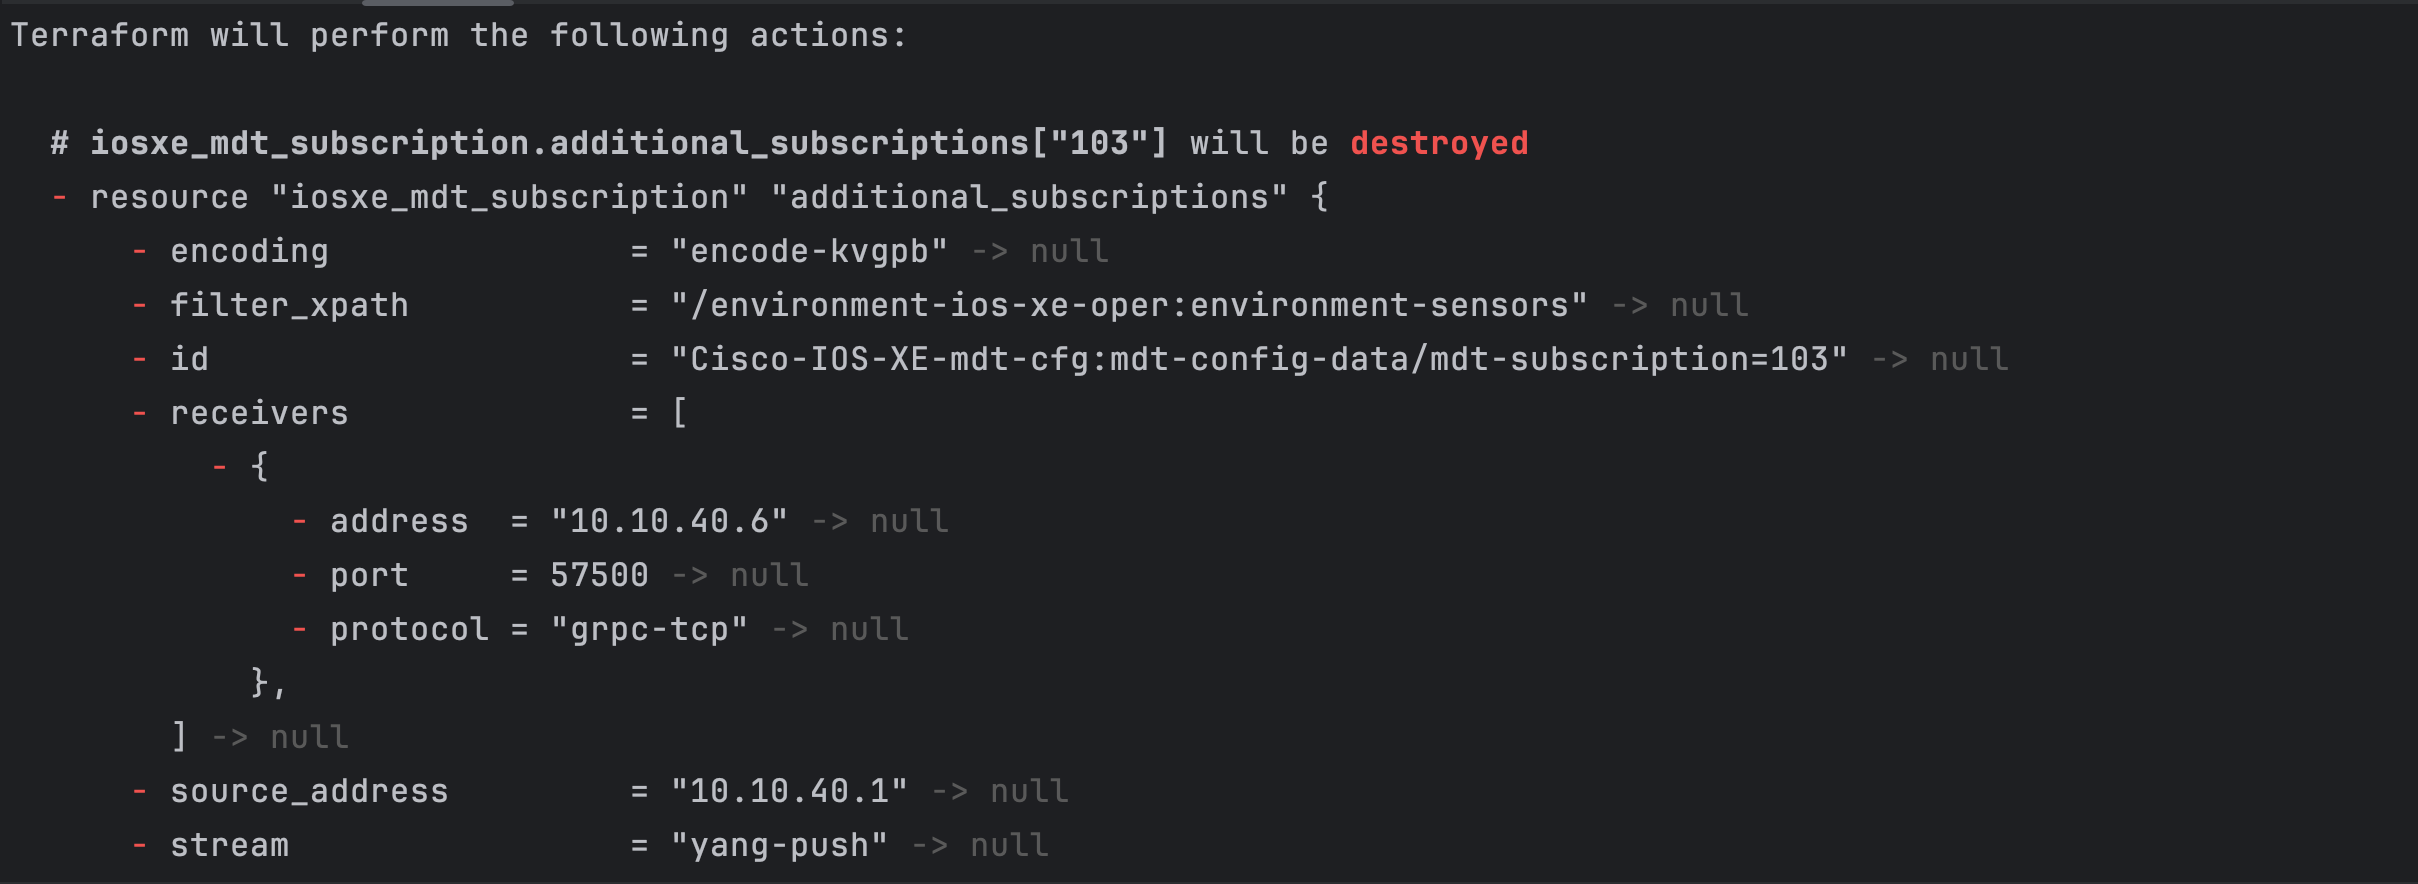 Terraform will perform the following actions:
# iosxe_mdt_subscription.additional_subscriptions["103"] will be destroyed
- resource "iosxe_mdt_subscription" "additional_subscriptions" {
- encoding = "encode-kvgpb" -> null
- filter_xpath = "/environment-ios-xe-oper:environment-sensors" -> null
- id = "Cisco-IOS-XE-mdt-cfg:mdt-config-data/mdt-subscription=103" -> null
- receivers = [
- {
- address = "10.10.40.6" -> null
- port = 57500 -> null
- protocol = "grpc-tcp" -> null
},
] -> null
- source_address = "10.10.40.1" -> null
- stream = "yang-push" -> null